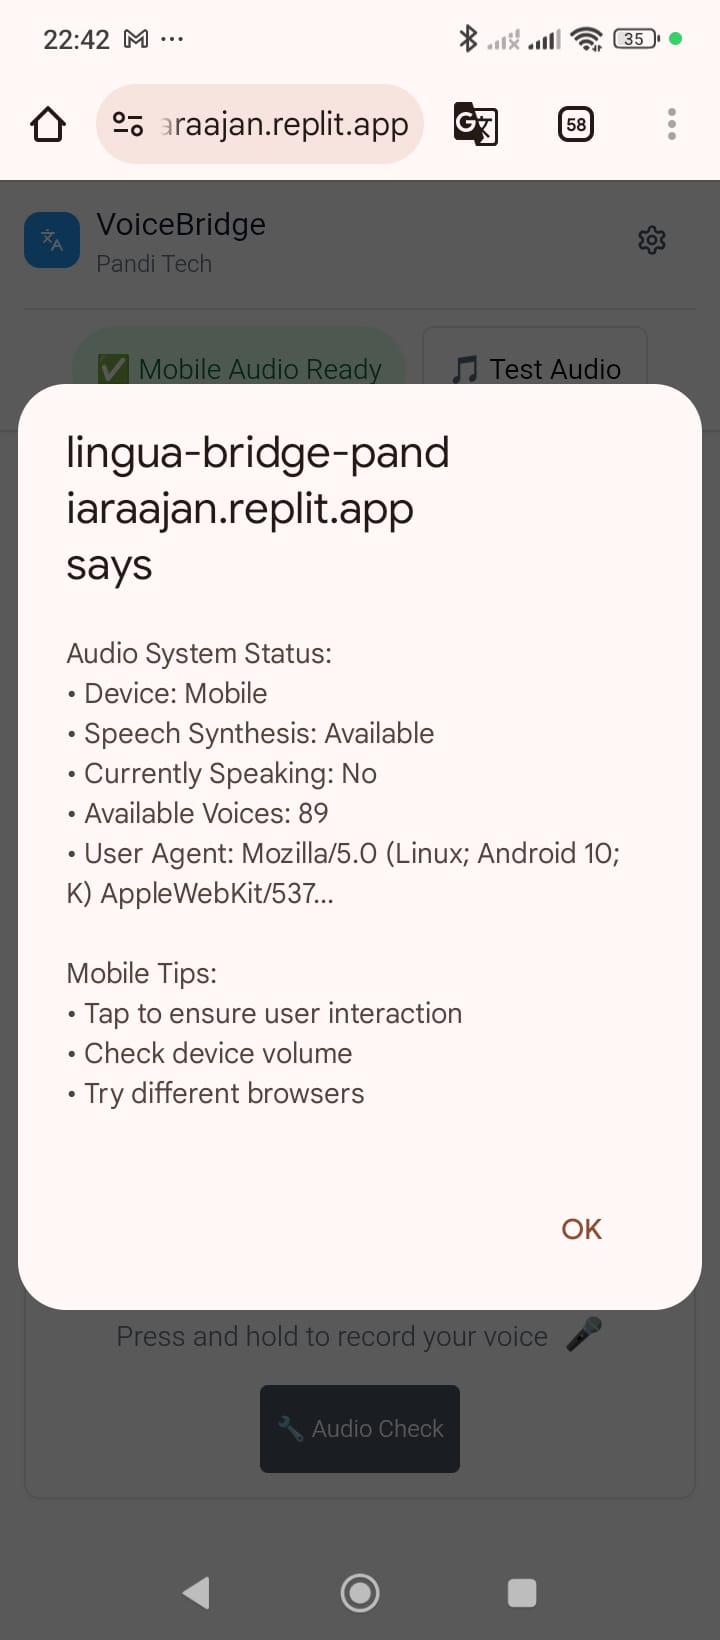 22:42
35
araajan.replit.app
58
VoiceBridge
Pandi Tech
✅ Mobile Audio Ready
🎵 Test Audio
lingua-bridge-pand
iaraajan.replit.app
says
Audio System Status:
• Device: Mobile
• Speech Synthesis: Available
• Currently Speaking: No
• Available Voices: 89
• User Agent: Mozilla/5.0 (Linux; Android 10;
K) AppleWebKit/537...
Mobile Tips:
• Tap to ensure user interaction
• Check device volume
• Try different browsers
OK
Press and hold to record your voice 🎤
🔧 Audio Check